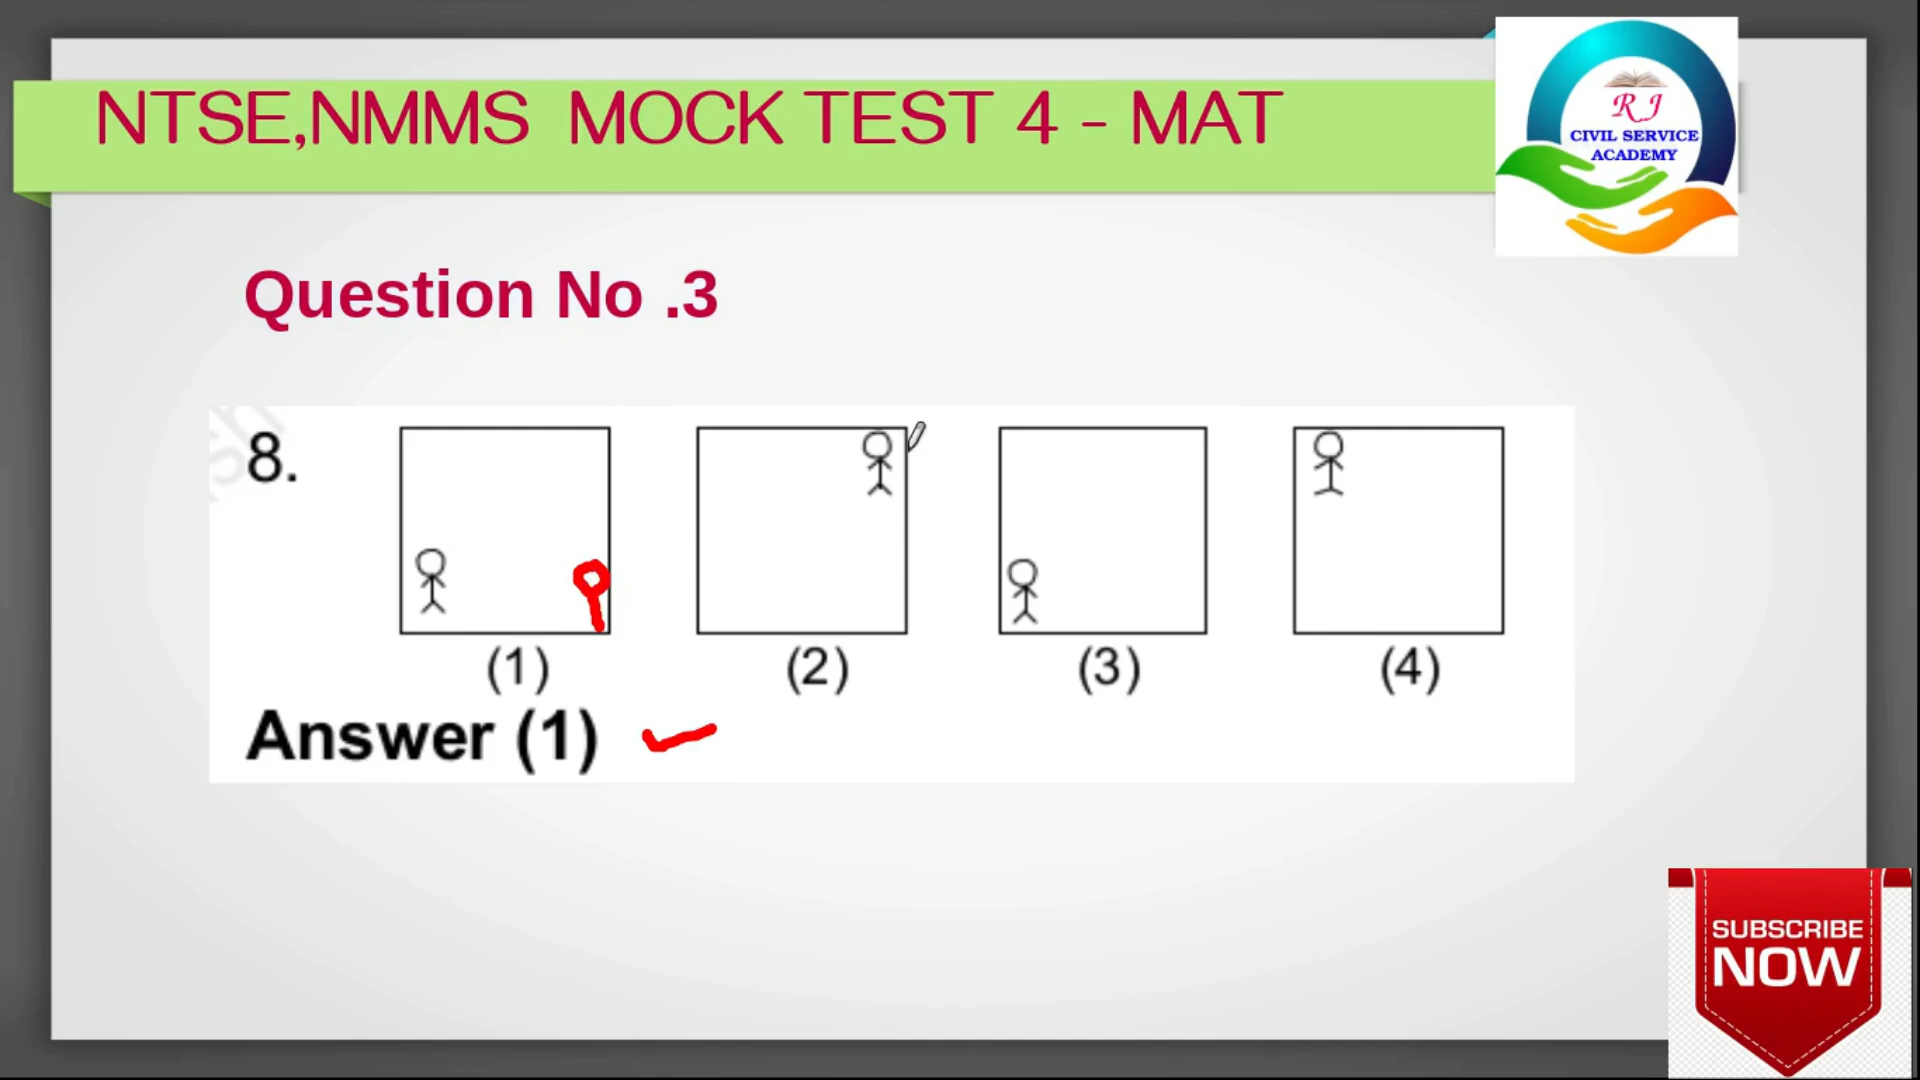 NTSE,NMMS MOCK TEST 4 - MAT
RJ
CIVIL SERVICE
ACADEMY
Question No .3
8.
(1) (2) (3) (4)
Answer (1)
SUBSCRIBE
NOW